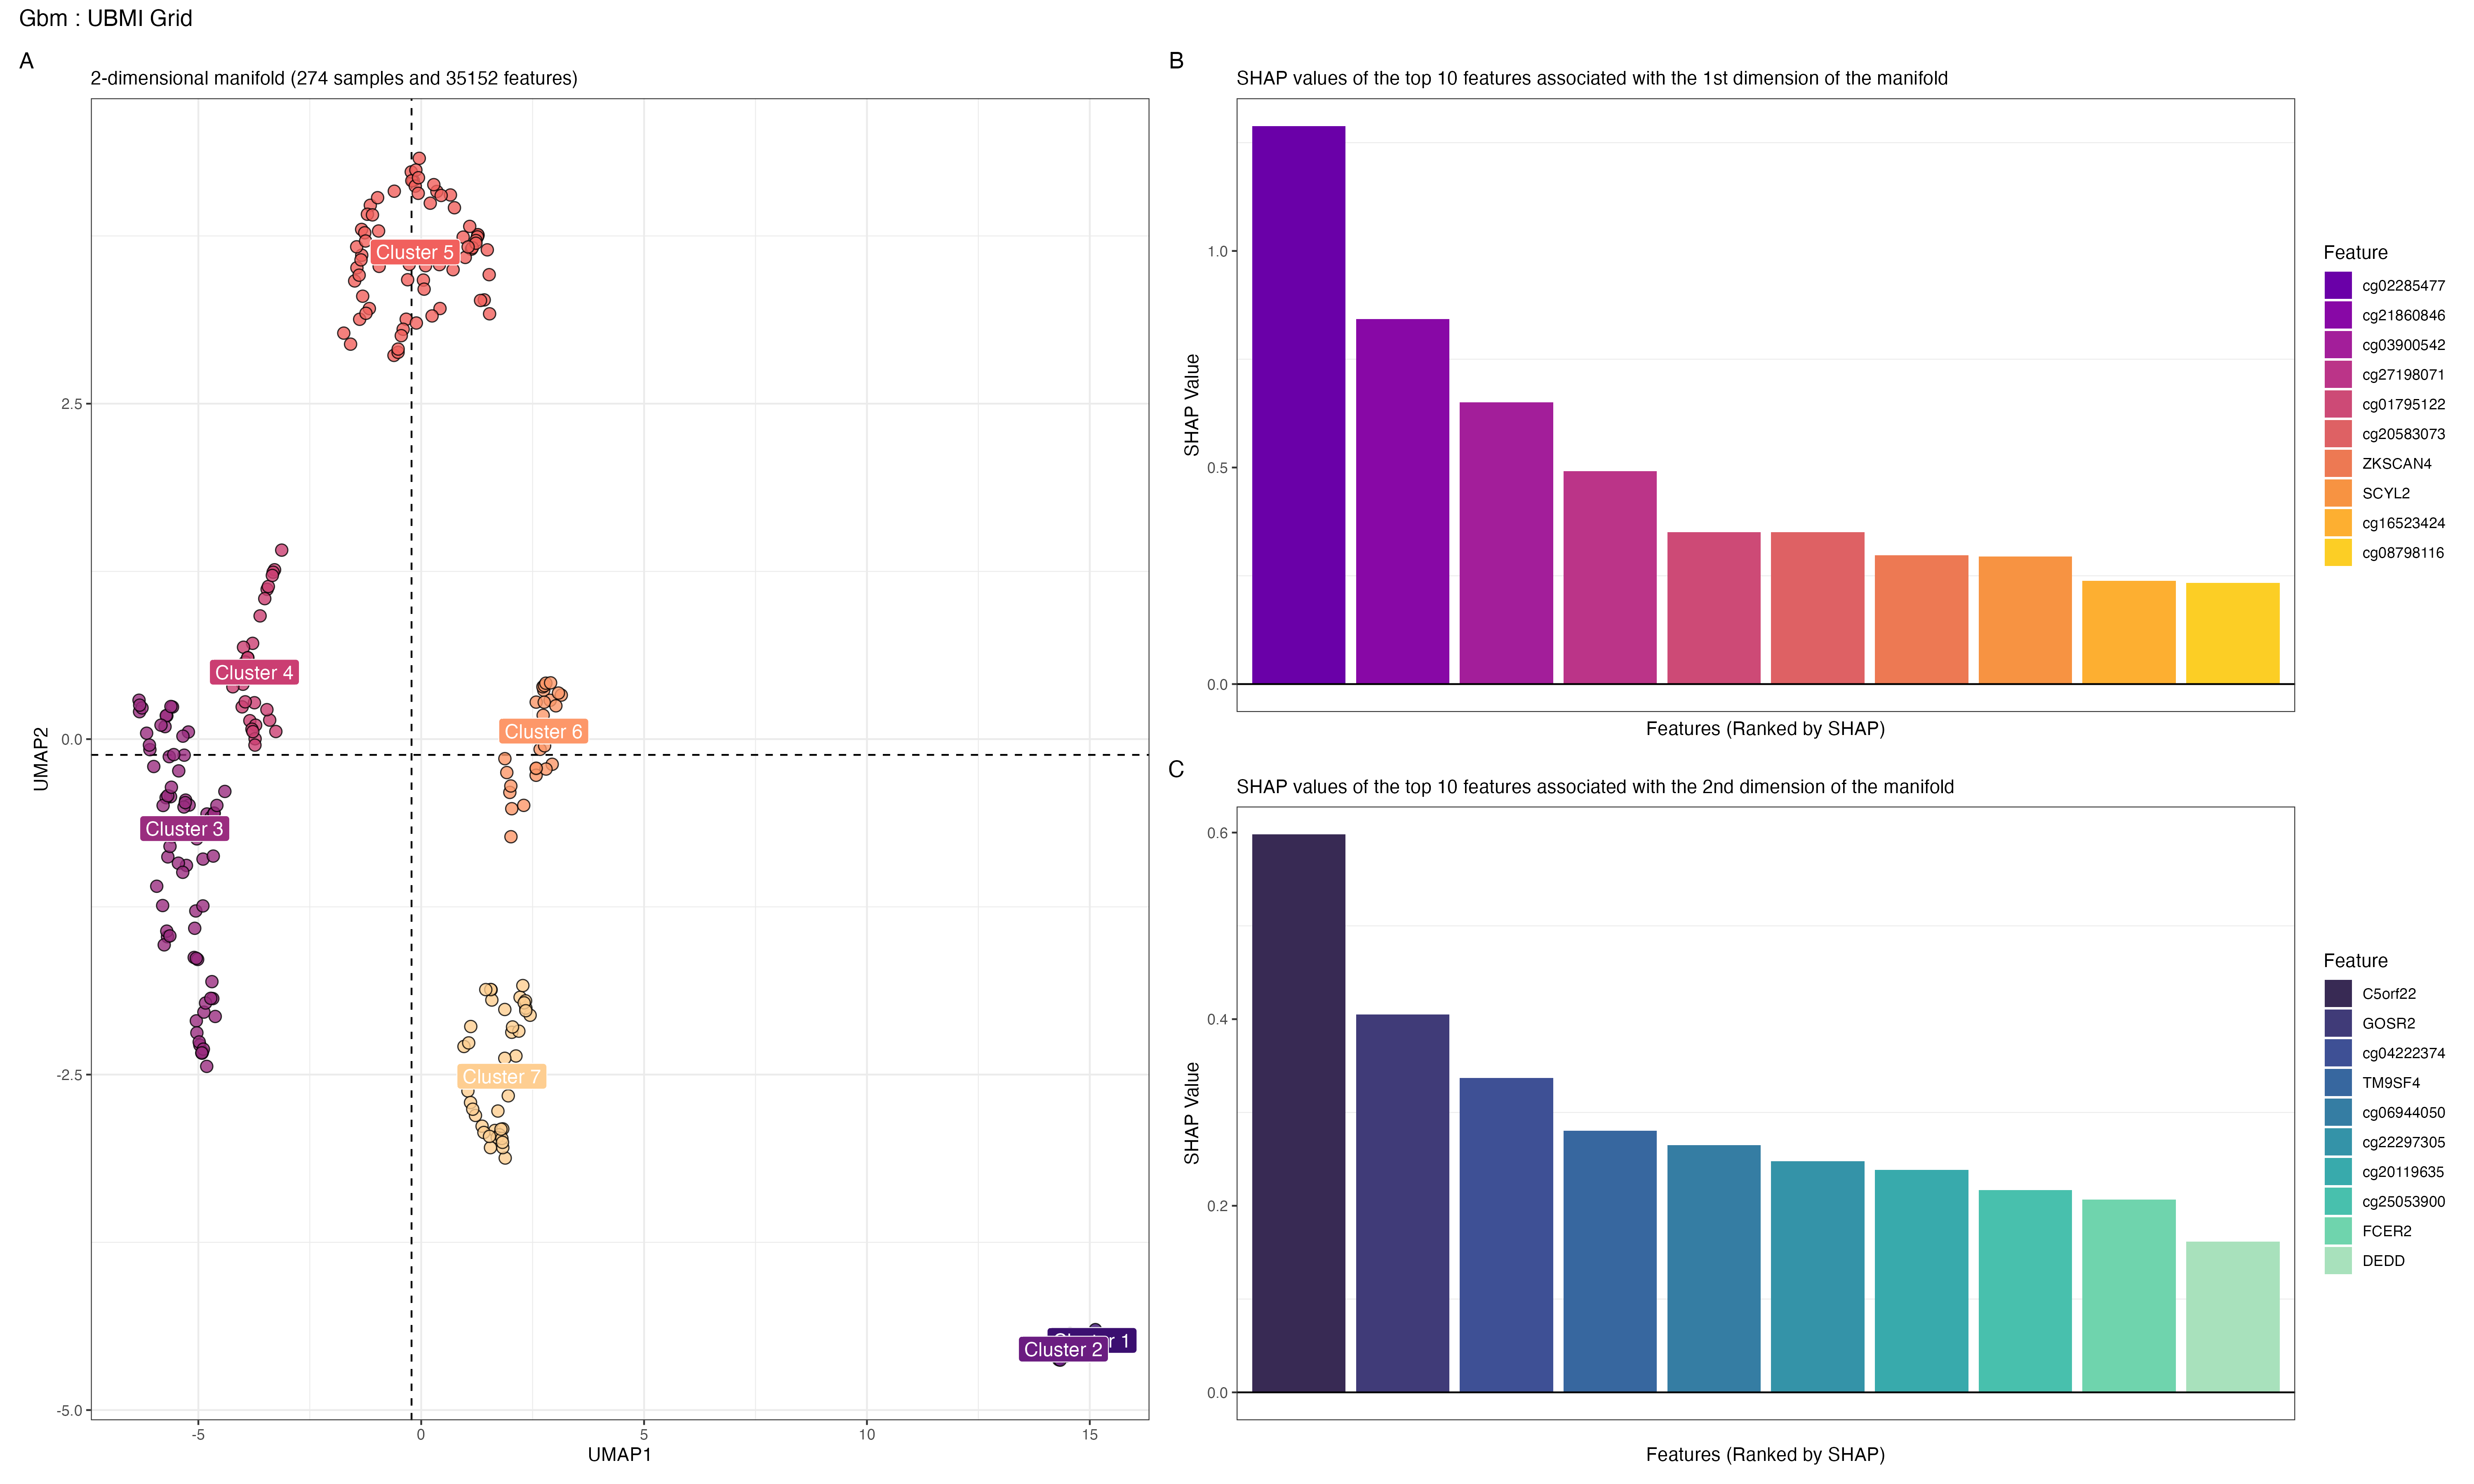 Gbm : UBMI Grid
A
2-dimensional manifold (274 samples and 35152 features)
UMAP2
2.5
0.0
-2.5
-5.0
Cluster 5
Cluster 4
Cluster 6
Cluster 3
Cluster 7
r 1
Cluster 2
-5
0
5
10
15
UMAP1
B
SHAP values of the top 10 features associated with the 1st dimension of the manifold
SHAP Value
1.0
0.5
0.0
Features (Ranked by SHAP)
Feature
cg02285477
cg21860846
cg03900542
cg27198071
cg01795122
cg20583073
ZKSCAN4
SCYL2
cg16523424
cg08798116
C
SHAP values of the top 10 features associated with the 2nd dimension of the manifold
SHAP Value
0.6
0.4
0.2
0.0
Features (Ranked by SHAP)
Feature
C5orf22
GOSR2
cg04222374
TM9SF4
cg06944050
cg22297305
cg20119635
cg25053900
FCER2
DEDD